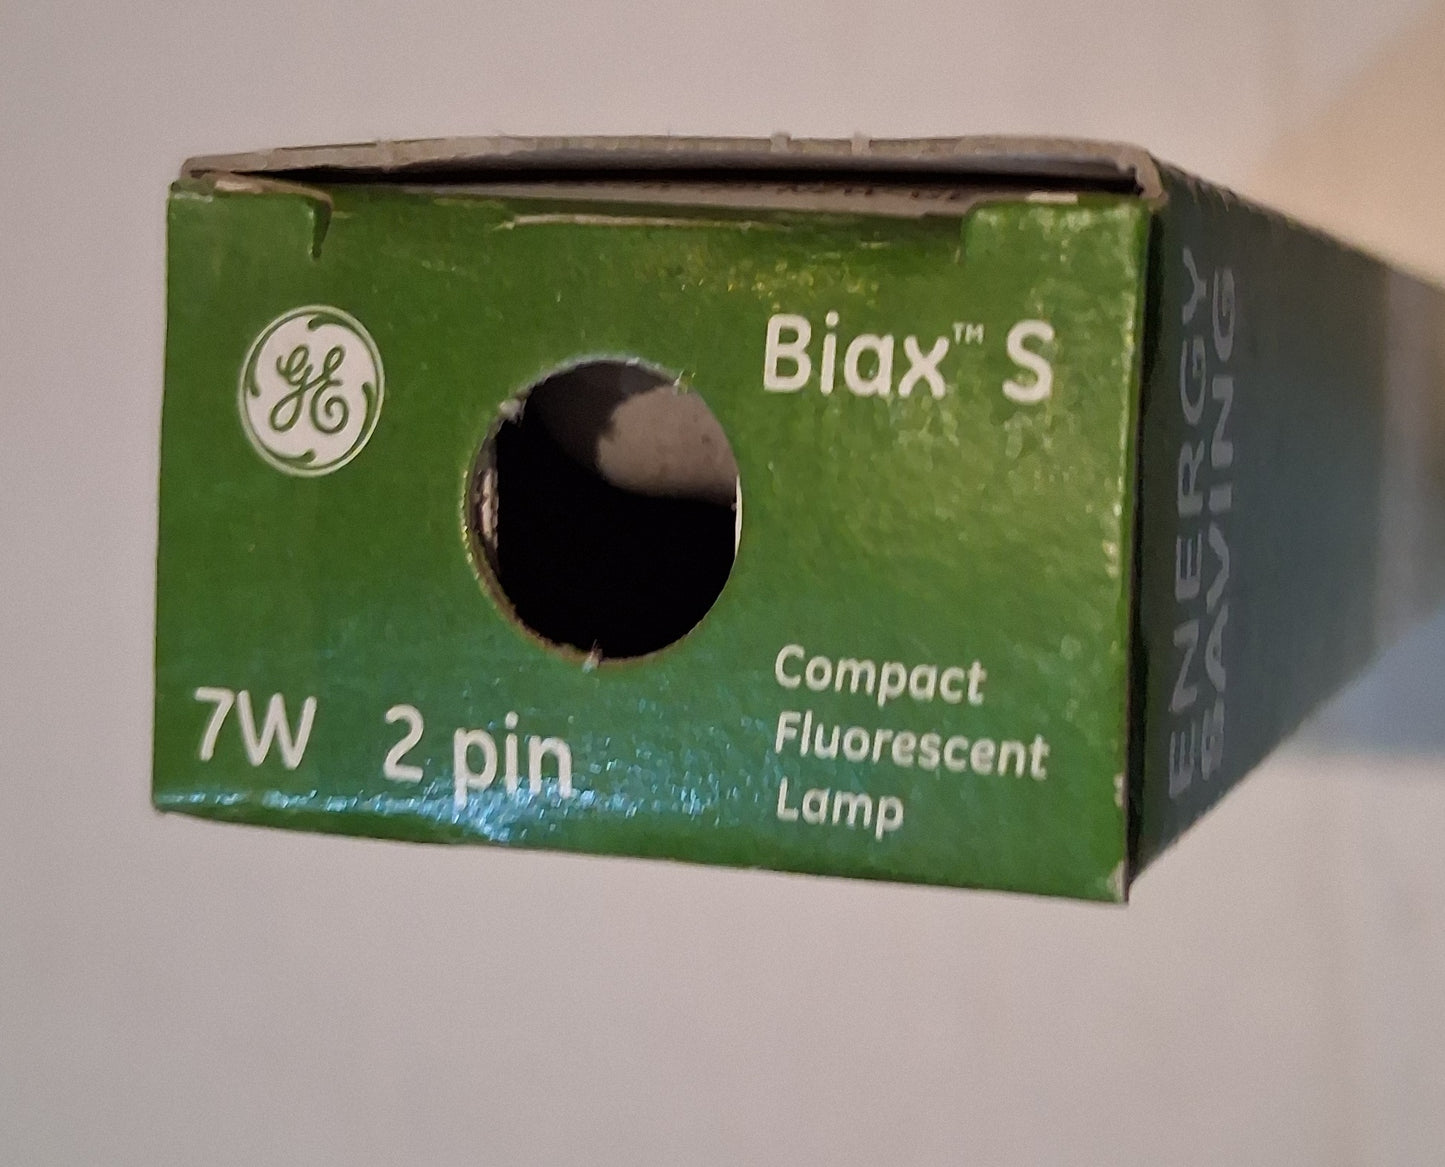 GE
Biax™ S
7W 2 pin
Compact
Fluorescent
Lamp
ENERGY
SAVING